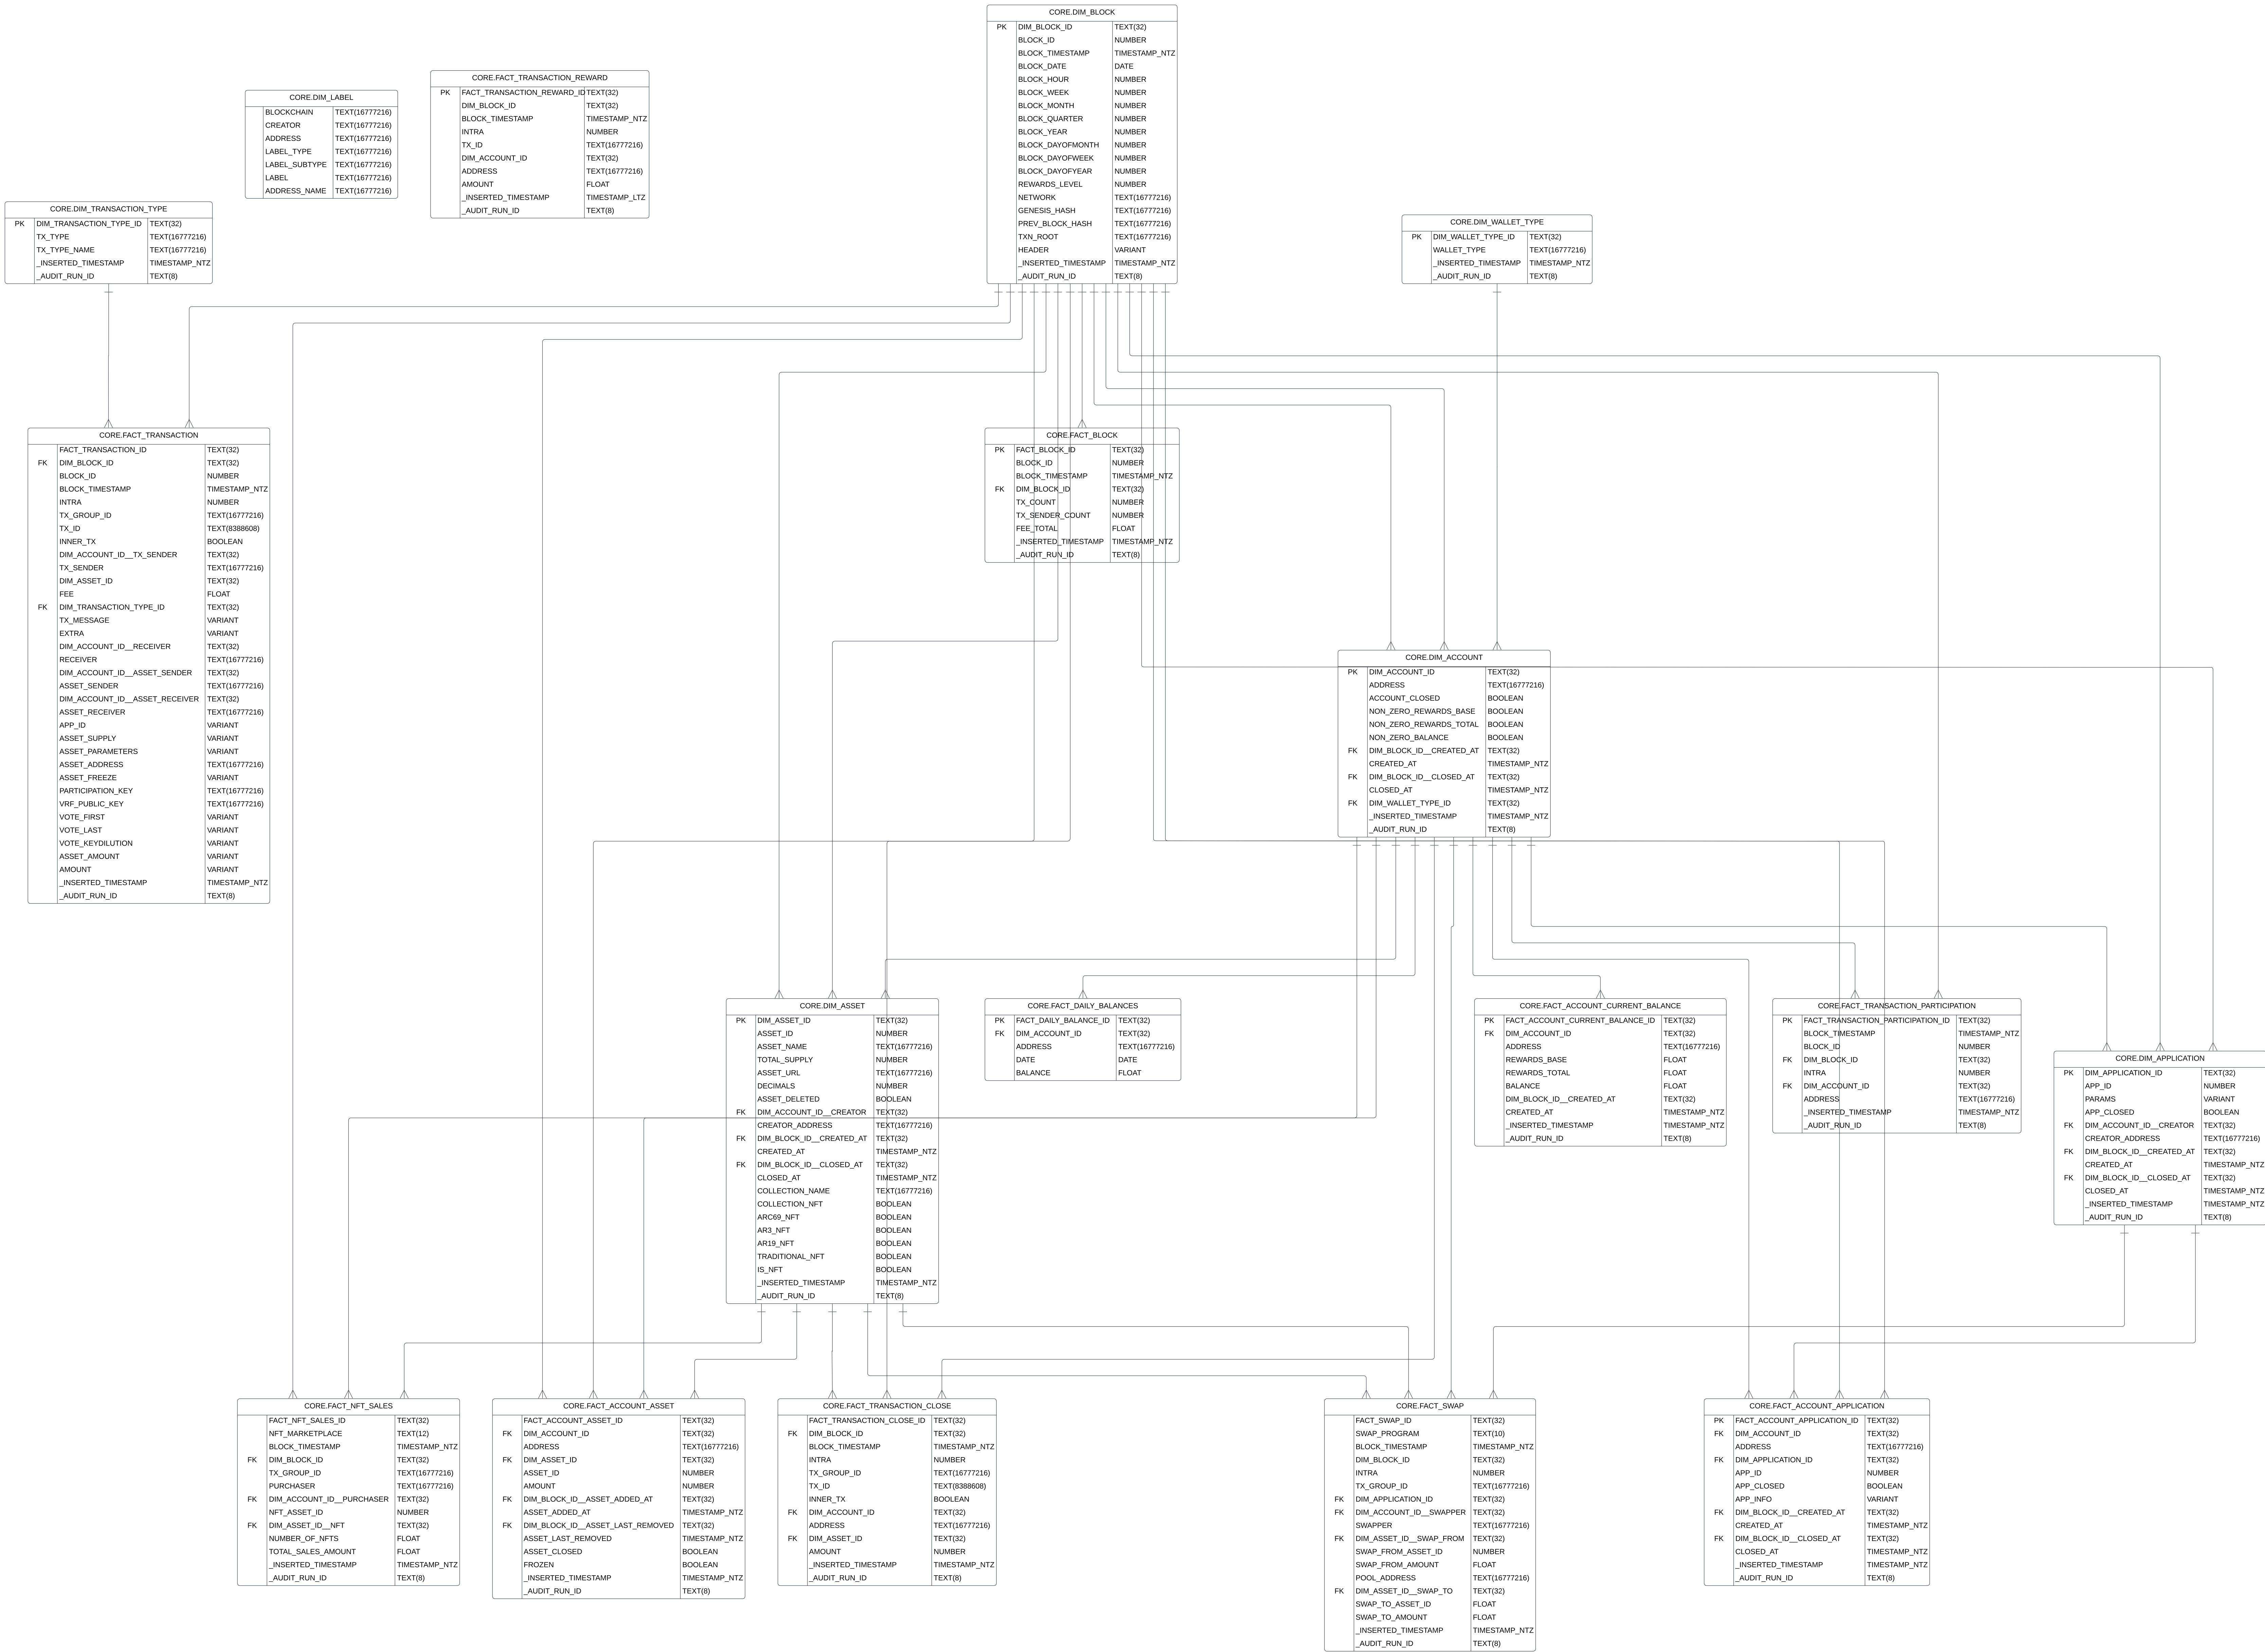 CORE.DIM_BLOCK
PK DIM_BLOCK_ID TEXT(32)
BLOCK_ID NUMBER
BLOCK_TIMESTAMP TIMESTAMP_NTZ
BLOCK_DATE DATE
BLOCK_HOUR NUMBER
BLOCK_WEEK NUMBER
BLOCK_MONTH NUMBER
BLOCK_QUARTER NUMBER
BLOCK_YEAR NUMBER
BLOCK_DAYOFMONTH NUMBER
BLOCK_DAYOFWEEK NUMBER
BLOCK_DAYOFYEAR NUMBER
REWARDS_LEVEL NUMBER
NETWORK TEXT(16777216)
GENESIS_HASH TEXT(16777216)
PREV_BLOCK_HASH TEXT(16777216)
TXN_ROOT TEXT(16777216)
HEADER VARIANT
_INSERTED_TIMESTAMP TIMESTAMP_NTZ
_AUDIT_RUN_ID TEXT(8)
CORE.FACT_TRANSACTION_REWARD
PK FACT_TRANSACTION_REWARD_ID TEXT(32)
DIM_BLOCK_ID TEXT(32)
BLOCK_TIMESTAMP TIMESTAMP_NTZ
INTRA NUMBER
TX_ID TEXT(16777216)
DIM_ACCOUNT_ID TEXT(32)
ADDRESS TEXT(16777216)
AMOUNT FLOAT
_INSERTED_TIMESTAMP TIMESTAMP_LTZ
_AUDIT_RUN_ID TEXT(8)
CORE.DIM_LABEL
BLOCKCHAIN TEXT(16777216)
CREATOR TEXT(16777216)
ADDRESS TEXT(16777216)
LABEL_TYPE TEXT(16777216)
LABEL_SUBTYPE TEXT(16777216)
LABEL TEXT(16777216)
ADDRESS_NAME TEXT(16777216)
CORE.DIM_TRANSACTION_TYPE
PK DIM_TRANSACTION_TYPE_ID TEXT(32)
TX_TYPE TEXT(16777216)
TX_TYPE_NAME TEXT(16777216)
_INSERTED_TIMESTAMP TIMESTAMP_NTZ
_AUDIT_RUN_ID TEXT(8)
CORE.DIM_WALLET_TYPE
PK DIM_WALLET_TYPE_ID TEXT(32)
WALLET_TYPE TEXT(16777216)
_INSERTED_TIMESTAMP TIMESTAMP_NTZ
_AUDIT_RUN_ID TEXT(8)
CORE.FACT_TRANSACTION
FACT_TRANSACTION_ID TEXT(32)
FK DIM_BLOCK_ID TEXT(32)
BLOCK_ID NUMBER
BLOCK_TIMESTAMP TIMESTAMP_NTZ
INTRA NUMBER
TX_GROUP_ID TEXT(16777216)
TX_ID TEXT(8388608)
INNER_TX BOOLEAN
DIM_ACCOUNT_ID__TX_SENDER TEXT(32)
TX_SENDER TEXT(16777216)
DIM_ASSET_ID TEXT(32)
FEE FLOAT
FK DIM_TRANSACTION_TYPE_ID TEXT(32)
TX_MESSAGE VARIANT
EXTRA VARIANT
DIM_ACCOUNT_ID__RECEIVER TEXT(32)
RECEIVER TEXT(16777216)
DIM_ACCOUNT_ID__ASSET_SENDER TEXT(32)
ASSET_SENDER TEXT(16777216)
DIM_ACCOUNT_ID__ASSET_RECEIVER TEXT(32)
ASSET_RECEIVER TEXT(16777216)
APP_ID VARIANT
ASSET_SUPPLY VARIANT
ASSET_PARAMETERS VARIANT
ASSET_ADDRESS TEXT(16777216)
ASSET_FREEZE VARIANT
PARTICIPATION_KEY TEXT(16777216)
VRF_PUBLIC_KEY TEXT(16777216)
VOTE_FIRST VARIANT
VOTE_LAST VARIANT
VOTE_KEYDILUTION VARIANT
ASSET_AMOUNT VARIANT
AMOUNT VARIANT
_INSERTED_TIMESTAMP TIMESTAMP_NTZ
_AUDIT_RUN_ID TEXT(8)
CORE.FACT_BLOCK
PK FACT_BLOCK_ID TEXT(32)
BLOCK_ID NUMBER
BLOCK_TIMESTAMP TIMESTAMP_NTZ
FK DIM_BLOCK_ID TEXT(32)
TX_COUNT NUMBER
TX_SENDER_COUNT NUMBER
FEE_TOTAL FLOAT
_INSERTED_TIMESTAMP TIMESTAMP_NTZ
_AUDIT_RUN_ID TEXT(8)
CORE.DIM_ACCOUNT
PK DIM_ACCOUNT_ID TEXT(32)
ADDRESS TEXT(16777216)
ACCOUNT_CLOSED BOOLEAN
NON_ZERO_REWARDS_BASE BOOLEAN
NON_ZERO_REWARDS_TOTAL BOOLEAN
NON_ZERO_BALANCE BOOLEAN
FK DIM_BLOCK_ID__CREATED_AT TEXT(32)
CREATED_AT TIMESTAMP_NTZ
FK DIM_BLOCK_ID__CLOSED_AT TEXT(32)
CLOSED_AT TIMESTAMP_NTZ
FK DIM_WALLET_TYPE_ID TEXT(32)
_INSERTED_TIMESTAMP TIMESTAMP_NTZ
_AUDIT_RUN_ID TEXT(8)
CORE.DIM_ASSET
PK DIM_ASSET_ID TEXT(32)
ASSET_ID NUMBER
ASSET_NAME TEXT(16777216)
TOTAL_SUPPLY NUMBER
ASSET_URL TEXT(16777216)
DECIMALS NUMBER
ASSET_DELETED BOOLEAN
FK DIM_ACCOUNT_ID__CREATOR TEXT(32)
CREATOR_ADDRESS TEXT(16777216)
FK DIM_BLOCK_ID__CREATED_AT TEXT(32)
CREATED_AT TIMESTAMP_NTZ
FK DIM_BLOCK_ID__CLOSED_AT TEXT(32)
CLOSED_AT TIMESTAMP_NTZ
COLLECTION_NAME TEXT(16777216)
COLLECTION_NFT BOOLEAN
ARC69_NFT BOOLEAN
AR3_NFT BOOLEAN
AR19_NFT BOOLEAN
TRADITIONAL_NFT BOOLEAN
IS_NFT BOOLEAN
_INSERTED_TIMESTAMP TIMESTAMP_NTZ
_AUDIT_RUN_ID TEXT(8)
CORE.FACT_DAILY_BALANCES
PK FACT_DAILY_BALANCE_ID TEXT(32)
FK DIM_ACCOUNT_ID TEXT(32)
ADDRESS TEXT(16777216)
DATE DATE
BALANCE FLOAT
CORE.FACT_ACCOUNT_CURRENT_BALANCE
PK FACT_ACCOUNT_CURRENT_BALANCE_ID TEXT(32)
FK DIM_ACCOUNT_ID TEXT(32)
ADDRESS TEXT(16777216)
REWARDS_BASE FLOAT
REWARDS_TOTAL FLOAT
BALANCE FLOAT
DIM_BLOCK_ID__CREATED_AT TEXT(32)
CREATED_AT TIMESTAMP_NTZ
_INSERTED_TIMESTAMP TIMESTAMP_NTZ
_AUDIT_RUN_ID TEXT(8)
CORE.FACT_TRANSACTION_PARTICIPATION
PK FACT_TRANSACTION_PARTICIPATION_ID TEXT(32)
BLOCK_TIMESTAMP TIMESTAMP_NTZ
BLOCK_ID NUMBER
FK DIM_BLOCK_ID TEXT(32)
INTRA NUMBER
FK DIM_ACCOUNT_ID TEXT(32)
ADDRESS TEXT(16777216)
_INSERTED_TIMESTAMP TIMESTAMP_NTZ
_AUDIT_RUN_ID TEXT(8)
CORE.DIM_APPLICATION
PK DIM_APPLICATION_ID TEXT(32)
APP_ID NUMBER
PARAMS VARIANT
APP_CLOSED BOOLEAN
FK DIM_ACCOUNT_ID__CREATOR TEXT(32)
CREATOR_ADDRESS TEXT(16777216)
FK DIM_BLOCK_ID__CREATED_AT TEXT(32)
CREATED_AT TIMESTAMP_NTZ
FK DIM_BLOCK_ID__CLOSED_AT TEXT(32)
CLOSED_AT TIMESTAMP_NTZ
_INSERTED_TIMESTAMP TIMESTAMP_NTZ
_AUDIT_RUN_ID TEXT(8)
CORE.FACT_NFT_SALES
FACT_NFT_SALES_ID TEXT(32)
NFT_MARKETPLACE TEXT(12)
BLOCK_TIMESTAMP TIMESTAMP_NTZ
FK DIM_BLOCK_ID TEXT(32)
TX_GROUP_ID TEXT(16777216)
PURCHASER TEXT(16777216)
FK DIM_ACCOUNT_ID__PURCHASER TEXT(32)
NFT_ASSET_ID NUMBER
FK DIM_ASSET_ID__NFT TEXT(32)
NUMBER_OF_NFTS FLOAT
TOTAL_SALES_AMOUNT FLOAT
_INSERTED_TIMESTAMP TIMESTAMP_NTZ
_AUDIT_RUN_ID TEXT(8)
CORE.FACT_ACCOUNT_ASSET
FACT_ACCOUNT_ASSET_ID TEXT(32)
FK DIM_ACCOUNT_ID TEXT(32)
ADDRESS TEXT(16777216)
FK DIM_ASSET_ID TEXT(32)
ASSET_ID NUMBER
AMOUNT NUMBER
FK DIM_BLOCK_ID__ASSET_ADDED_AT TEXT(32)
ASSET_ADDED_AT TIMESTAMP_NTZ
FK DIM_BLOCK_ID__ASSET_LAST_REMOVED TEXT(32)
ASSET_LAST_REMOVED TIMESTAMP_NTZ
ASSET_CLOSED BOOLEAN
FROZEN BOOLEAN
_INSERTED_TIMESTAMP TIMESTAMP_NTZ
_AUDIT_RUN_ID TEXT(8)
CORE.FACT_TRANSACTION_CLOSE
FACT_TRANSACTION_CLOSE_ID TEXT(32)
FK DIM_BLOCK_ID TEXT(32)
BLOCK_TIMESTAMP TIMESTAMP_NTZ
INTRA NUMBER
TX_GROUP_ID TEXT(16777216)
TX_ID TEXT(8388608)
INNER_TX BOOLEAN
FK DIM_ACCOUNT_ID TEXT(32)
ADDRESS TEXT(16777216)
FK DIM_ASSET_ID TEXT(32)
AMOUNT NUMBER
_INSERTED_TIMESTAMP TIMESTAMP_NTZ
_AUDIT_RUN_ID TEXT(8)
CORE.FACT_SWAP
FACT_SWAP_ID TEXT(32)
SWAP_PROGRAM TEXT(10)
BLOCK_TIMESTAMP TIMESTAMP_NTZ
DIM_BLOCK_ID TEXT(32)
INTRA NUMBER
TX_GROUP_ID TEXT(16777216)
FK DIM_APPLICATION_ID TEXT(32)
FK DIM_ACCOUNT_ID__SWAPPER TEXT(32)
SWAPPER TEXT(16777216)
FK DIM_ASSET_ID__SWAP_FROM TEXT(32)
SWAP_FROM_ASSET_ID NUMBER
SWAP_FROM_AMOUNT FLOAT
POOL_ADDRESS TEXT(16777216)
FK DIM_ASSET_ID__SWAP_TO TEXT(32)
SWAP_TO_ASSET_ID FLOAT
SWAP_TO_AMOUNT FLOAT
_INSERTED_TIMESTAMP TIMESTAMP_NTZ
_AUDIT_RUN_ID TEXT(8)
CORE.FACT_ACCOUNT_APPLICATION
PK FACT_ACCOUNT_APPLICATION_ID TEXT(32)
FK DIM_ACCOUNT_ID TEXT(32)
ADDRESS TEXT(16777216)
FK DIM_APPLICATION_ID TEXT(32)
APP_ID NUMBER
APP_CLOSED BOOLEAN
APP_INFO VARIANT
FK DIM_BLOCK_ID__CREATED_AT TEXT(32)
CREATED_AT TIMESTAMP_NTZ
FK DIM_BLOCK_ID__CLOSED_AT TEXT(32)
CLOSED_AT TIMESTAMP_NTZ
_INSERTED_TIMESTAMP TIMESTAMP_NTZ
_AUDIT_RUN_ID TEXT(8)